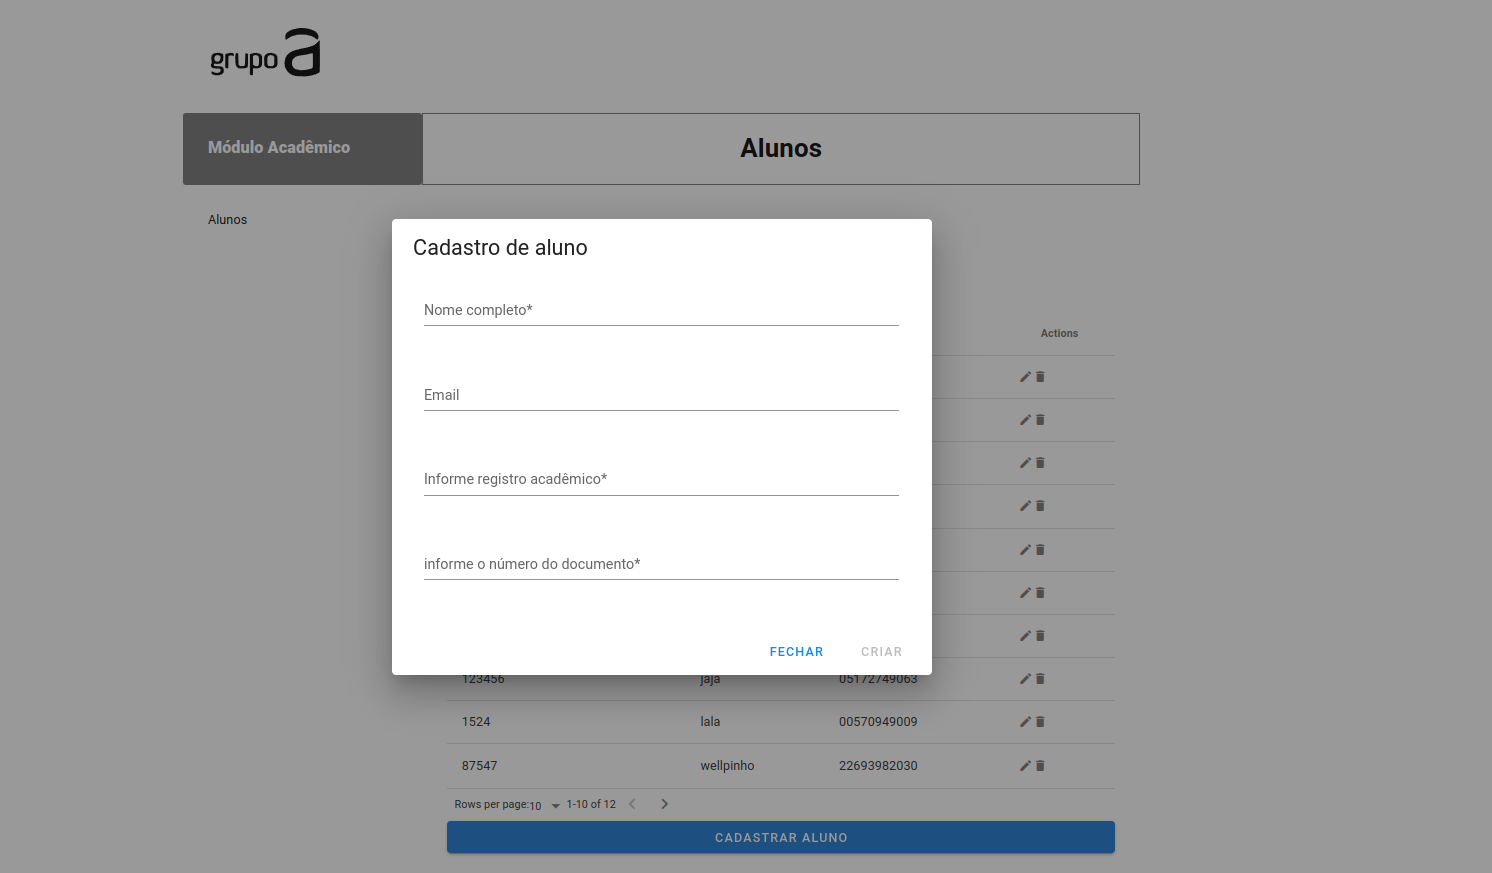 grupo a
Módulo Acadêmico
Alunos
Alunos
Cadastro de aluno
Nome completo*
Email
Informe registro acadêmico*
informe o número do documento*
FECHAR CRIAR
Actions
123456 jaja 05172749063
1524 lala 00570949009
87547 wellpinho 22693982030
Rows per page: 10 1-10 of 12
CADASTRAR ALUNO